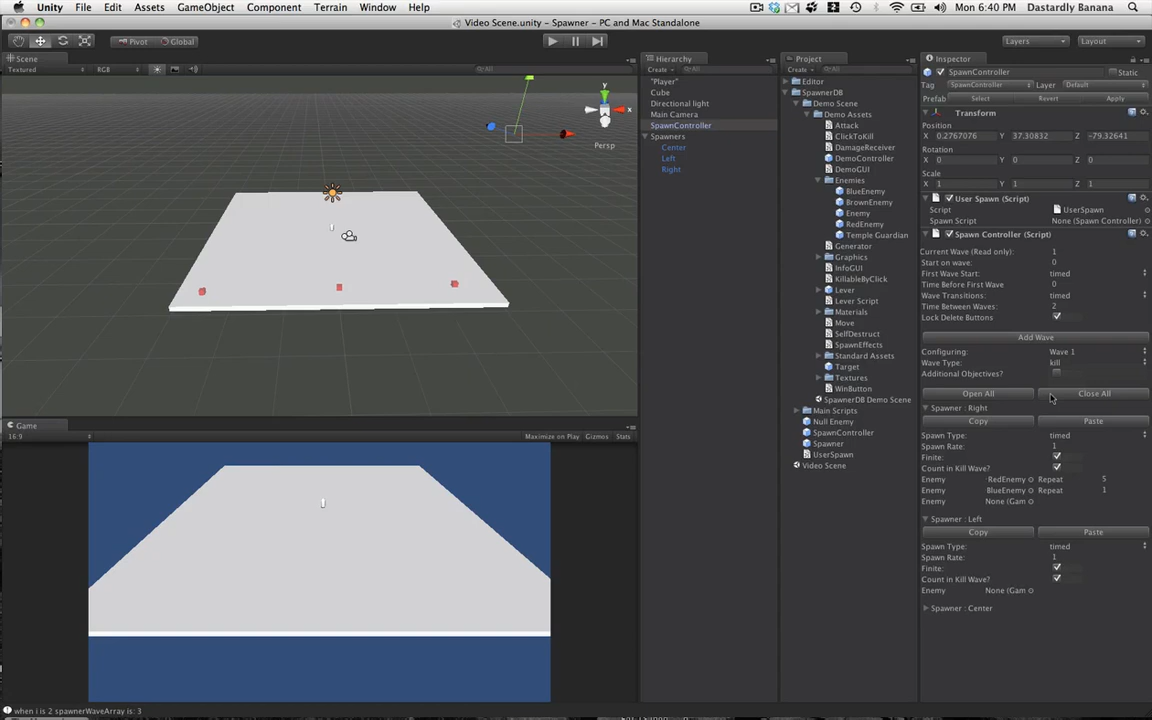 Unity File Edit Assets GameObject Component Terrain Window Help
2
Mon 6:40 PM Dastardly Banana
Video Scene.unity - Spawner - PC and Mac Standalone
Pivot Global
Layers
Layout
Scene
Textured
RGB
All
y
x
Persp
Game
16:9
Maximize on Play Gizmos Stats
when i is 2 spawnerWaveArray is: 3
Hierarchy
Create
All
"Player"
Cube
Directional light
Main Camera
SpawnController
Spawners
Center
Left
Right
Project
Create
All
Editor
SpawnerDB
Demo Scene
Demo Assets
Attack
ClickToKill
DamageReceiver
DemoController
DemoGUI
Enemies
BlueEnemy
BrownEnemy
Enemy
RedEnemy
Temple Guardian
Generator
Graphics
InfoGUI
KillableByClick
Lever
Lever Script
Materials
Move
SelfDestruct
SpawnEffects
Standard Assets
Target
Textures
WinButton
SpawnerDB Demo Scene
Main Scripts
Null Enemy
SpawnController
Spawner
UserSpawn
Video Scene
Inspector
SpawnController
Static
Tag SpawnController Layer Default
Prefab Select Revert Apply
Transform
Position
X 0.2767076 Y 37.30832 Z -79.32641
Rotation
X 0 Y 0 Z 0
Scale
X 1 Y 1 Z 1
User Spawn (Script)
Script UserSpawn
Spawn Script None (Spawn Controller)
Spawn Controller (Script)
Current Wave (Read only): 1
Start on wave: 0
First Wave Start: timed
Time Before First Wave 0
Wave Transitions: timed
Time Between Waves: 2
Lock Delete Buttons
Add Wave
Configuring: Wave 1
Wave Type: kill
Additional Objectives?
Open All Close All
Spawner : Right
Copy Paste
Spawn Type: timed
Spawn Rate: 1
Finite:
Count in Kill Wave?
Enemy RedEnemy Repeat 5
Enemy BlueEnemy Repeat 1
Enemy None (Gam
Spawner : Left
Copy Paste
Spawn Type: timed
Spawn Rate: 1
Finite:
Count in Kill Wave?
Enemy None (Gam
Spawner : Center